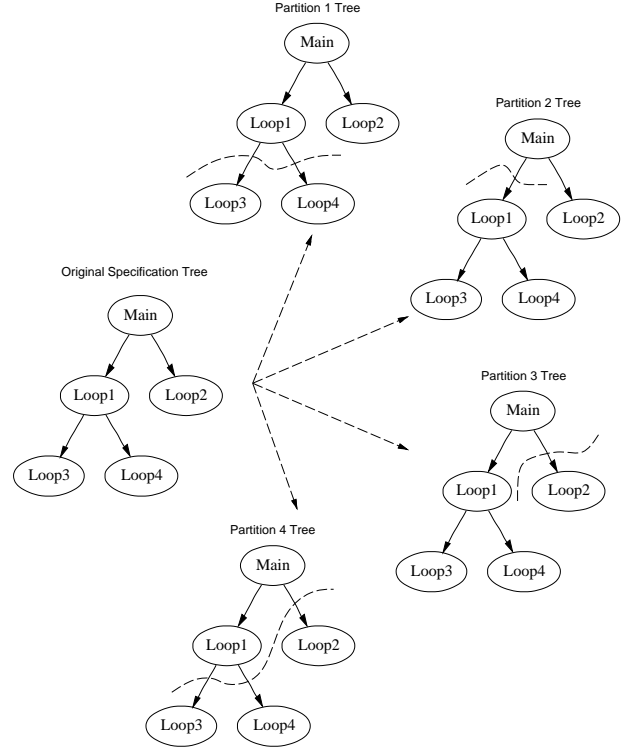 Partition 1 Tree
Main
Loop1
Loop2
Loop3
Loop4
Partition 2 Tree
Main
Loop1
Loop2
Loop3
Loop4
Original Specification Tree
Main
Loop1
Loop2
Loop3
Loop4
Partition 3 Tree
Main
Loop1
Loop2
Loop3
Loop4
Partition 4 Tree
Main
Loop1
Loop2
Loop3
Loop4